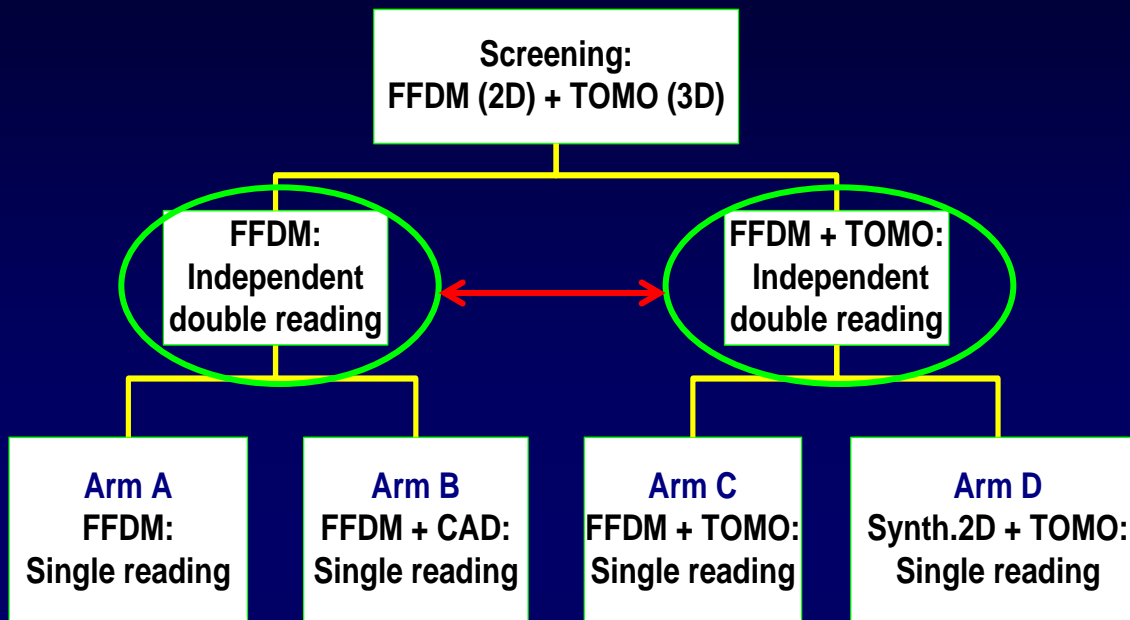 Screening:
FFDM (2D) + TOMO (3D)
FFDM:
Independent
double reading
FFDM + TOMO:
Independent
double reading
Arm A
FFDM:
Single reading
Arm B
FFDM + CAD:
Single reading
Arm C
FFDM + TOMO:
Single reading
Arm D
Synth.2D + TOMO:
Single reading